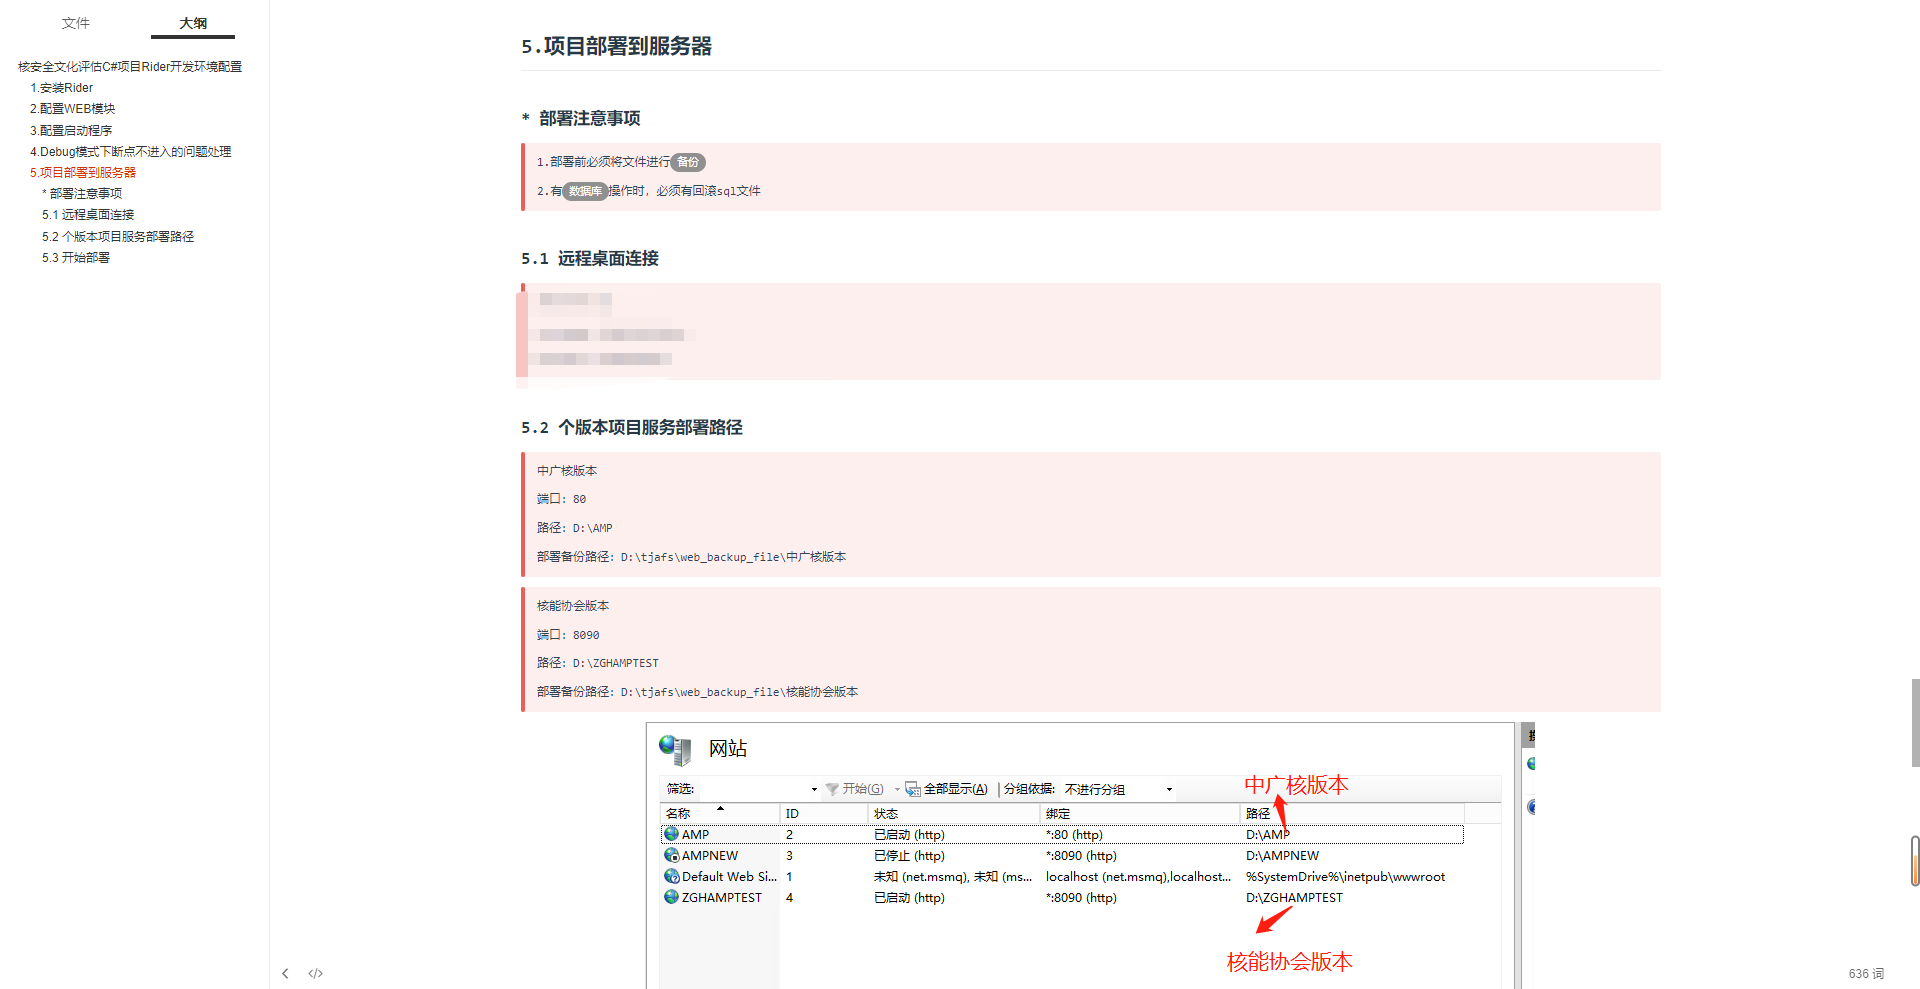 文件 大纲
核安全文化评估C#项目Rider开发环境配置
1.安装Rider
2.配置WEB模块
3.配置启动程序
4.Debug模式下断点不进入的问题处理
5.项目部署到服务器
* 部署注意事项
5.1 远程桌面连接
5.2 个版本项目服务部署路径
5.3 开始部署
5.项目部署到服务器
* 部署注意事项
1.部署前必须将文件进行备份
2.有数据库操作时，必须有回滚sql文件
5.1 远程桌面连接
5.2 个版本项目服务部署路径
中广核版本
端口：80
路径：D:\AMP
部署备份路径：D:\tjafs\web_backup_file\中广核版本
核能协会版本
端口：8090
路径：D:\ZGHAMPTEST
部署备份路径：D:\tjafs\web_backup_file\核能协会版本
网站
筛选: 开始(G) 全部显示(A) 分组依据: 不进行分组
中广核版本
名称 ID 状态 绑定 路径
AMP 2 已启动 (http) *:80 (http) D:\AMP
AMPNEW 3 已停止 (http) *:8090 (http) D:\AMPNEW
Default Web Si... 1 未知 (net.msmq), 未知 (ms... localhost (net.msmq),localhost... %SystemDrive%\inetpub\wwwroot
ZGHAMPTEST 4 已启动 (http) *:8090 (http) D:\ZGHAMPTEST
核能协会版本
636 词